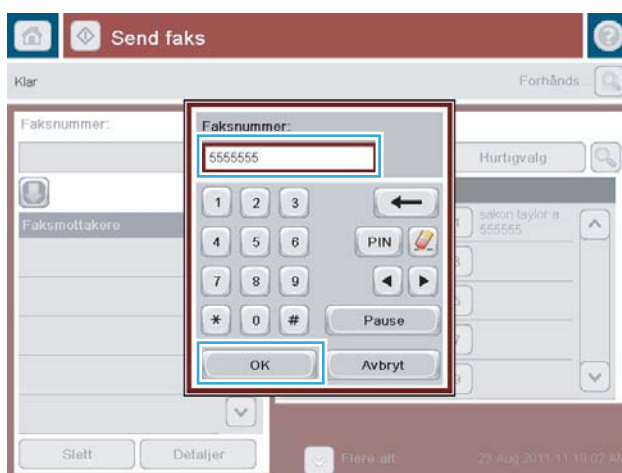 Send faks
Klar
Forhånds
Faksnummer:
Hurtigvalg
Faksmottakere
sakon taylor a
555555
Faksnummer:
5555555
1 2 3
4 5 6 PIN
7 8 9
* 0 # Pause
OK Avbryt
Slett Detaljer
Flere alt.
23 Aug 2011 11:19:02 AM